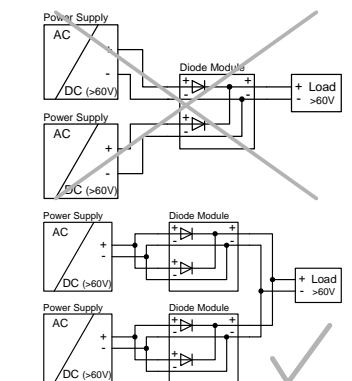 Power Supply
AC
+
-
DC (>60V)
Diode Module
+ +
- -
+
-
+ Load
- >60V
Power Supply
AC
+
-
DC (>60V)
Power Supply
AC
+
-
DC (>60V)
Diode Module
+ +
- -
+
-
+ Load
- >60V
Power Supply
AC
+
-
DC (>60V)
Diode Module
+ +
- -
+
-